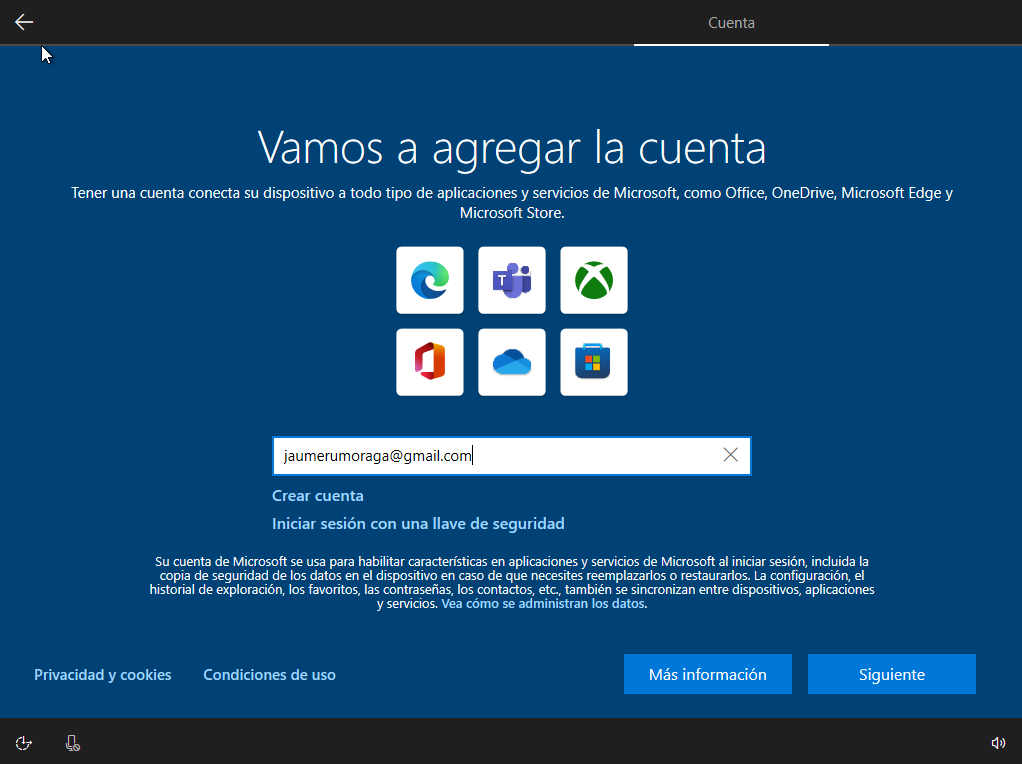 Cuenta
Vamos a agregar la cuenta
Tener una cuenta conecta su dispositivo a todo tipo de aplicaciones y servicios de Microsoft, como Office, OneDrive, Microsoft Edge y
Microsoft Store.
T
jaumerumoraga@gmail.com
Crear cuenta
Iniciar sesión con una llave de seguridad
Su cuenta de Microsoft se usa para habilitar características en aplicaciones y servicios de Microsoft al iniciar sesión, incluida la
copia de seguridad de los datos en el dispositivo en caso de que necesites reemplazarlos o restaurarlos. La configuración, el
historial de exploración, los favoritos, las contraseñas, los contactos, etc., también se sincronizan entre dispositivos, aplicaciones
y servicios. Vea cómo se administran los datos.
Privacidad y cookies Condiciones de uso Más información Siguiente